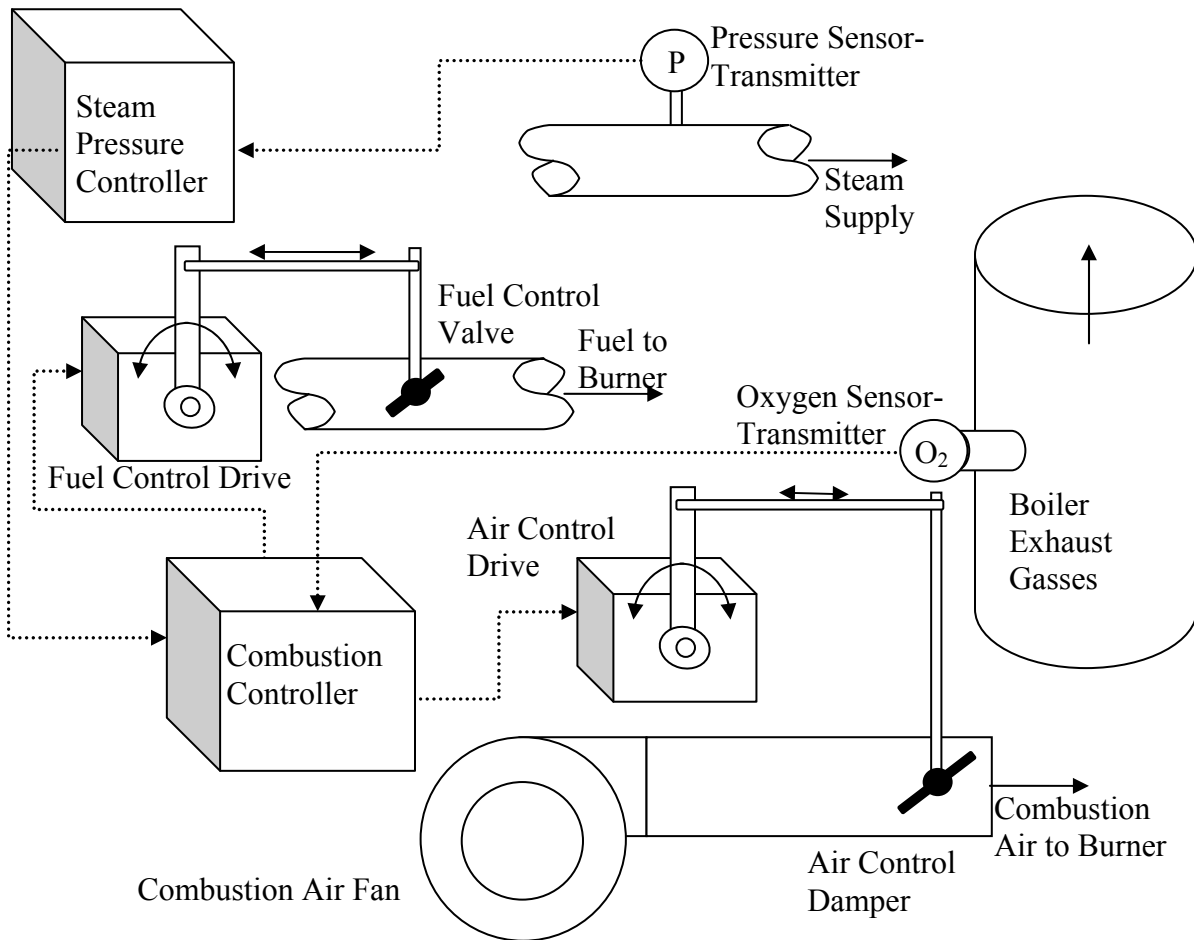 P
Pressure Sensor-
Transmitter
Steam
Pressure
Controller
Steam
Supply
Fuel Control
Valve
Fuel to
Burner
Oxygen Sensor-
Transmitter
O₂
Fuel Control Drive
Air Control
Drive
Boiler
Exhaust
Gasses
Combustion
Controller
Combustion
Air to Burner
Air Control
Damper
Combustion Air Fan